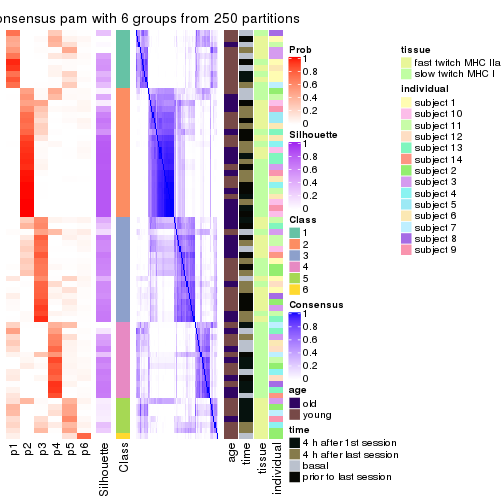 onsensus pam with 6 groups from 250 partitions
Prob
1
0.8
0.6
0.4
0.2
0
Silhouette
1
0.8
0.6
0.4
0.2
0
Class
1
2
3
4
5
6
Consensus
1
0.8
0.6
0.4
0.2
0
age
old
young
time
4 h after 1st session
4 h after last session
basal
prior to last session
tissue
fast twitch MHC IIa
slow twitch MHC I
individual
subject 1
subject 10
subject 11
subject 12
subject 13
subject 14
subject 2
subject 3
subject 4
subject 5
subject 6
subject 7
subject 8
subject 9
p1
p2
p3
p4
p5
p6
Silhouette
Class
age
time
tissue
individual